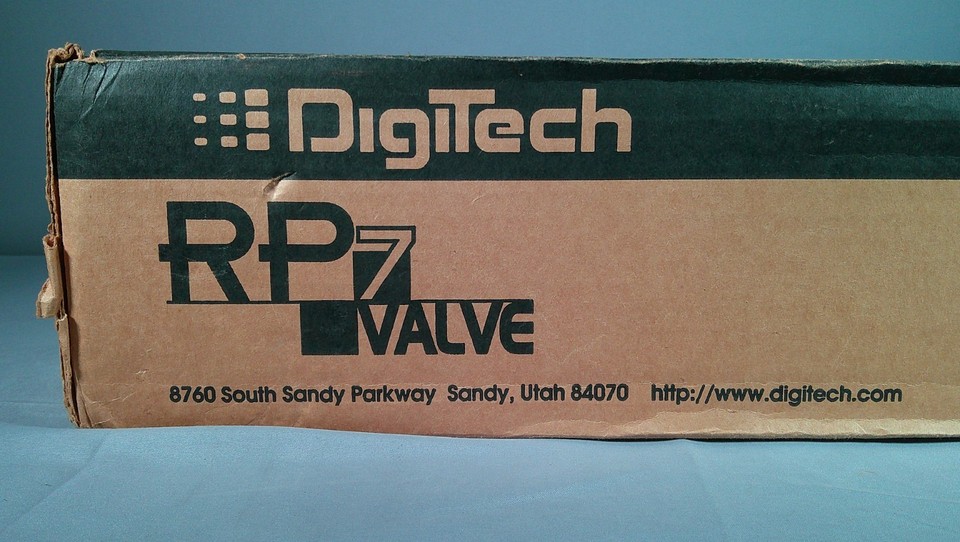 DigiTech
RP7
VALVE
8760 South Sandy Parkway Sandy, Utah 84070 http://www.digitech.com